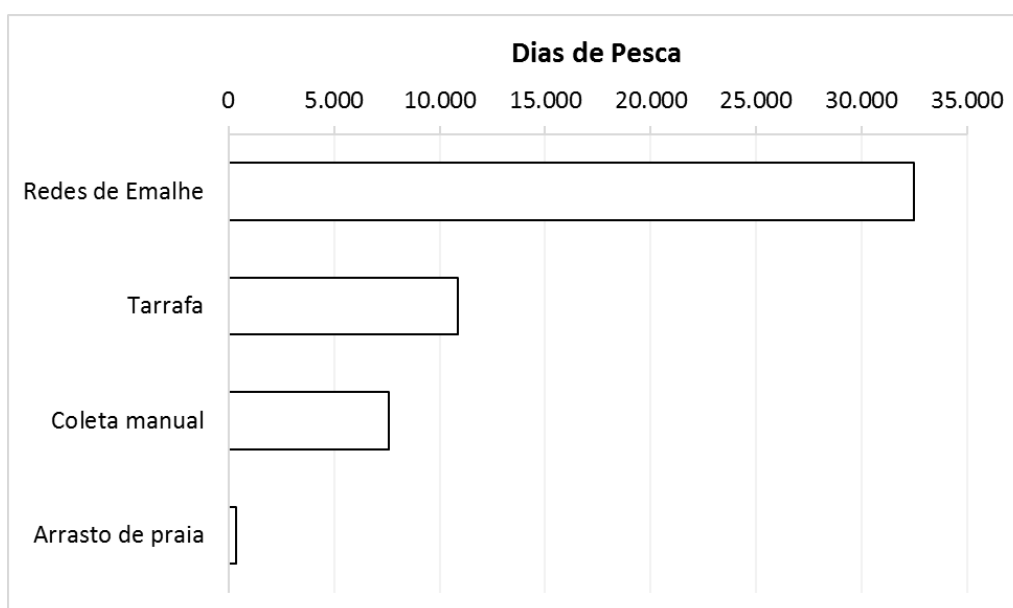 Dias de Pesca
0 5.000 10.000 15.000 20.000 25.000 30.000 35.000
Redes de Emalhe
Tarrafa
Coleta manual
Arrasto de praia